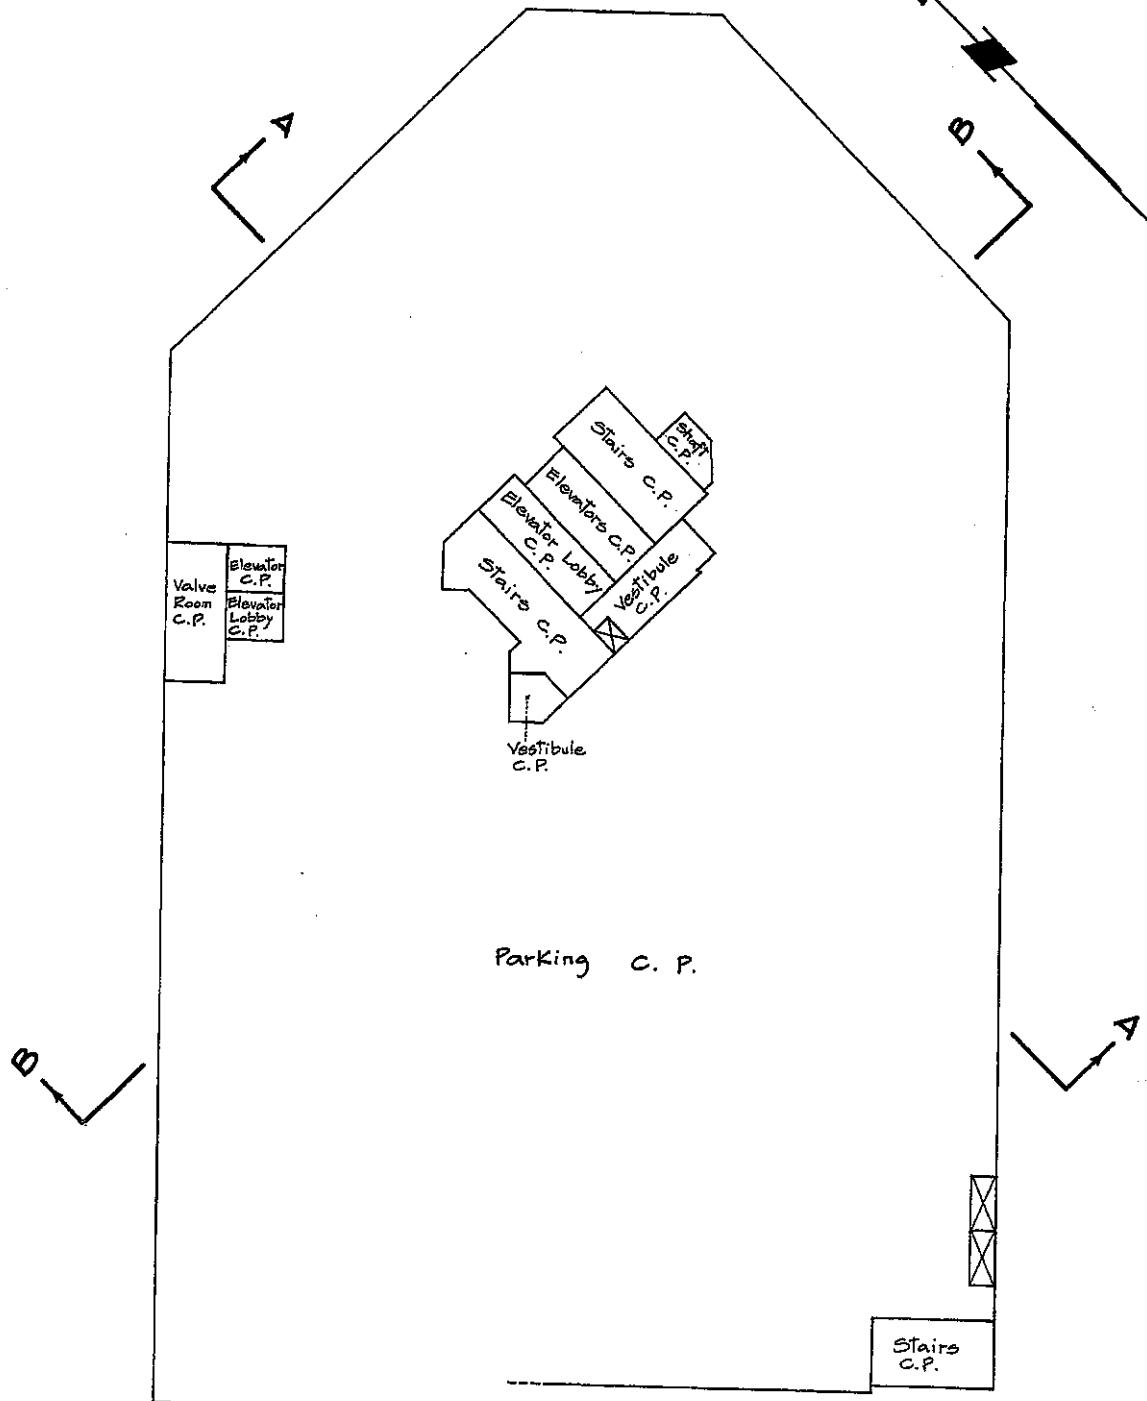 A
B
Stairs C.P.
Shaft
C.P.
Elevators C.P.
Elevator Lobby
C.P.
Stairs C.P.
Vestibule
C.P.
Elevator
C.P.
Valve
Room
C.P.
Elevator
Lobby
C.P.
Vestibule
C.P.
Parking C. P.
B
A
Stairs
C.P.